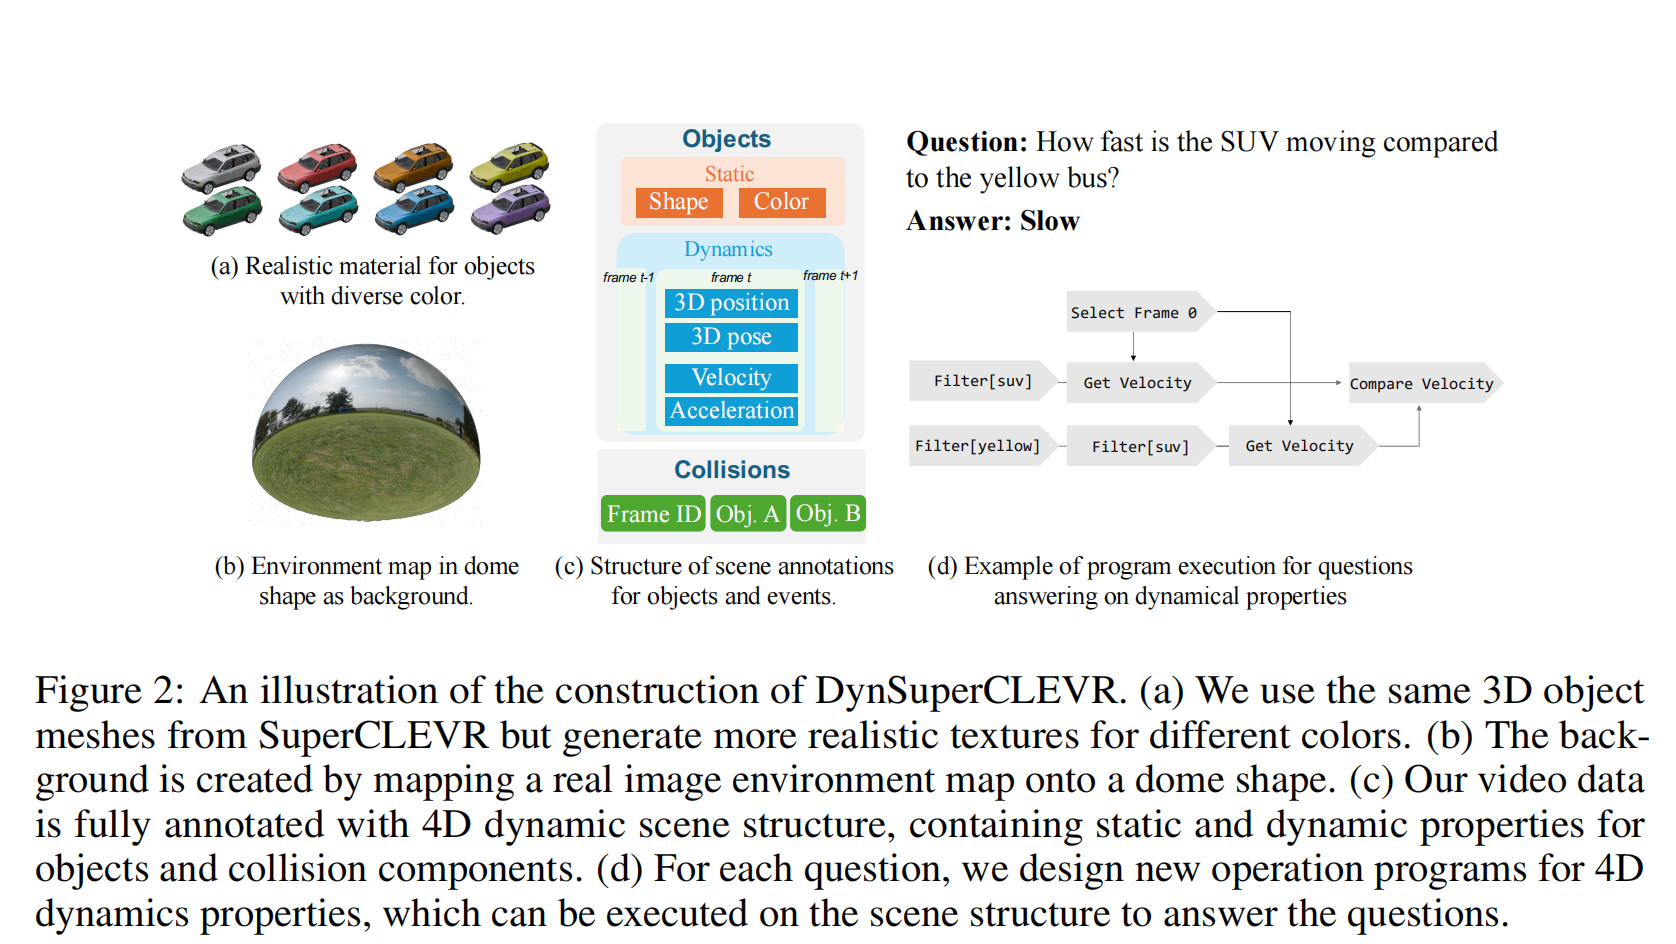 (a) Realistic material for objects
with diverse color.
(b) Environment map in dome
shape as background.
Objects
Static
Shape Color
Dynamics
frame t-1 frame t frame t+1
3D position
3D pose
Velocity
Acceleration
Collisions
Frame ID Obj. A Obj. B
(c) Structure of scene annotations
for objects and events.
Question: How fast is the SUV moving compared
to the yellow bus?
Answer: Slow
Select Frame 0
Filter[suv] Get Velocity Compare Velocity
Filter[yellow] Filter[suv] Get Velocity
(d) Example of program execution for questions
answering on dynamical properties
Figure 2: An illustration of the construction of DynSuperCLEVR. (a) We use the same 3D object
meshes from SuperCLEVR but generate more realistic textures for different colors. (b) The back-
ground is created by mapping a real image environment map onto a dome shape. (c) Our video data
is fully annotated with 4D dynamic scene structure, containing static and dynamic properties for
objects and collision components. (d) For each question, we design new operation programs for 4D
dynamics properties, which can be executed on the scene structure to answer the questions.